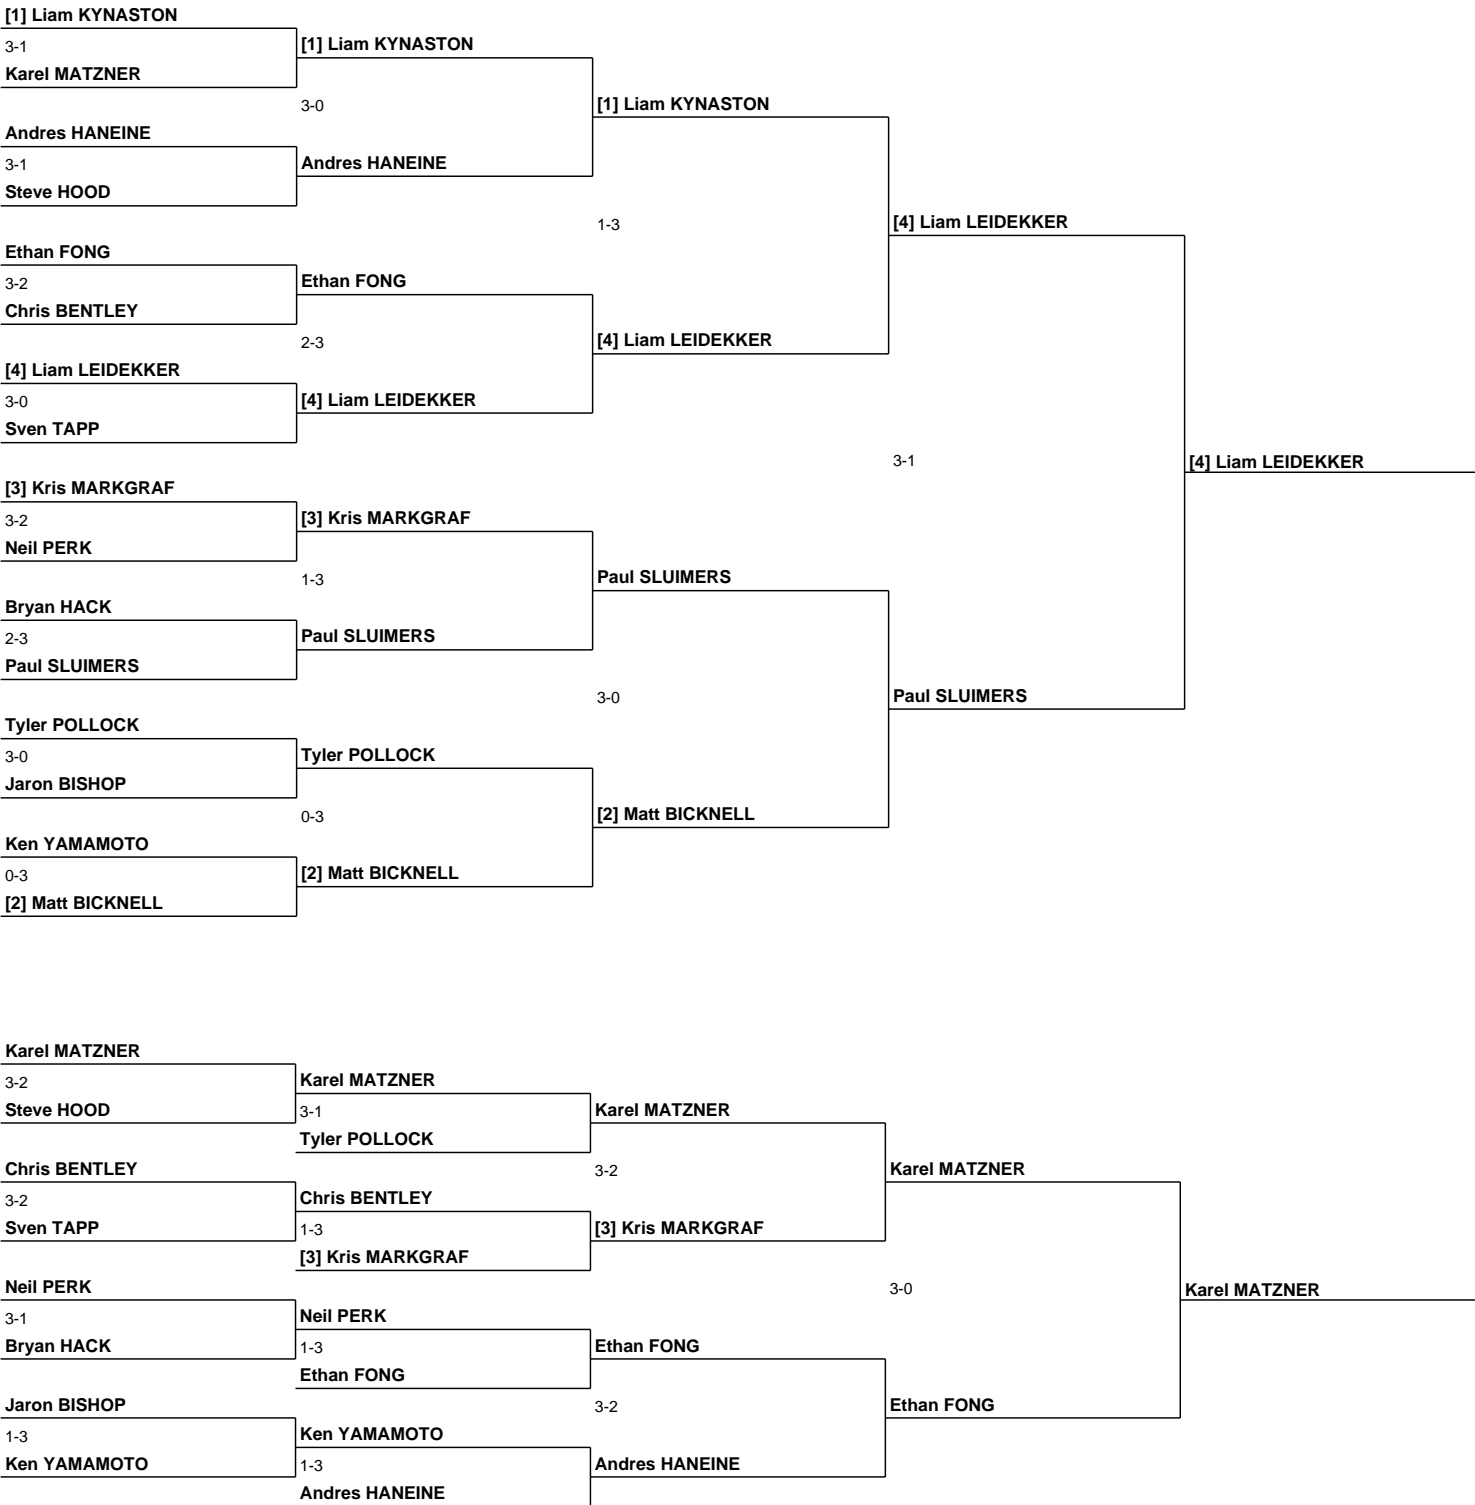 [1] Liam KYNASTON
3-1
[1] Liam KYNASTON
Karel MATZNER
3-0
[1] Liam KYNASTON
Andres HANEINE
3-1
Andres HANEINE
Steve HOOD
1-3
[4] Liam LEIDEKKER
Ethan FONG
3-2
Ethan FONG
Chris BENTLEY
2-3
[4] Liam LEIDEKKER
[4] Liam LEIDEKKER
3-0
[4] Liam LEIDEKKER
Sven TAPP
3-1
[4] Liam LEIDEKKER
[3] Kris MARKGRAF
3-2
[3] Kris MARKGRAF
Neil PERK
1-3
Paul SLUIMERS
Bryan HACK
2-3
Paul SLUIMERS
Paul SLUIMERS
3-0
Paul SLUIMERS
Tyler POLLOCK
3-0
Tyler POLLOCK
Jaron BISHOP
0-3
[2] Matt BICKNELL
Ken YAMAMOTO
0-3
[2] Matt BICKNELL
[2] Matt BICKNELL
Karel MATZNER
3-2
Karel MATZNER
Steve HOOD
3-1
Karel MATZNER
Tyler POLLOCK
Chris BENTLEY
3-2
Karel MATZNER
3-2
Chris BENTLEY
Sven TAPP
1-3
[3] Kris MARKGRAF
[3] Kris MARKGRAF
Neil PERK
3-0
Karel MATZNER
3-1
Neil PERK
Bryan HACK
1-3
Ethan FONG
Ethan FONG
Jaron BISHOP
3-2
Ethan FONG
1-3
Ken YAMAMOTO
Ken YAMAMOTO
1-3
Andres HANEINE
Andres HANEINE